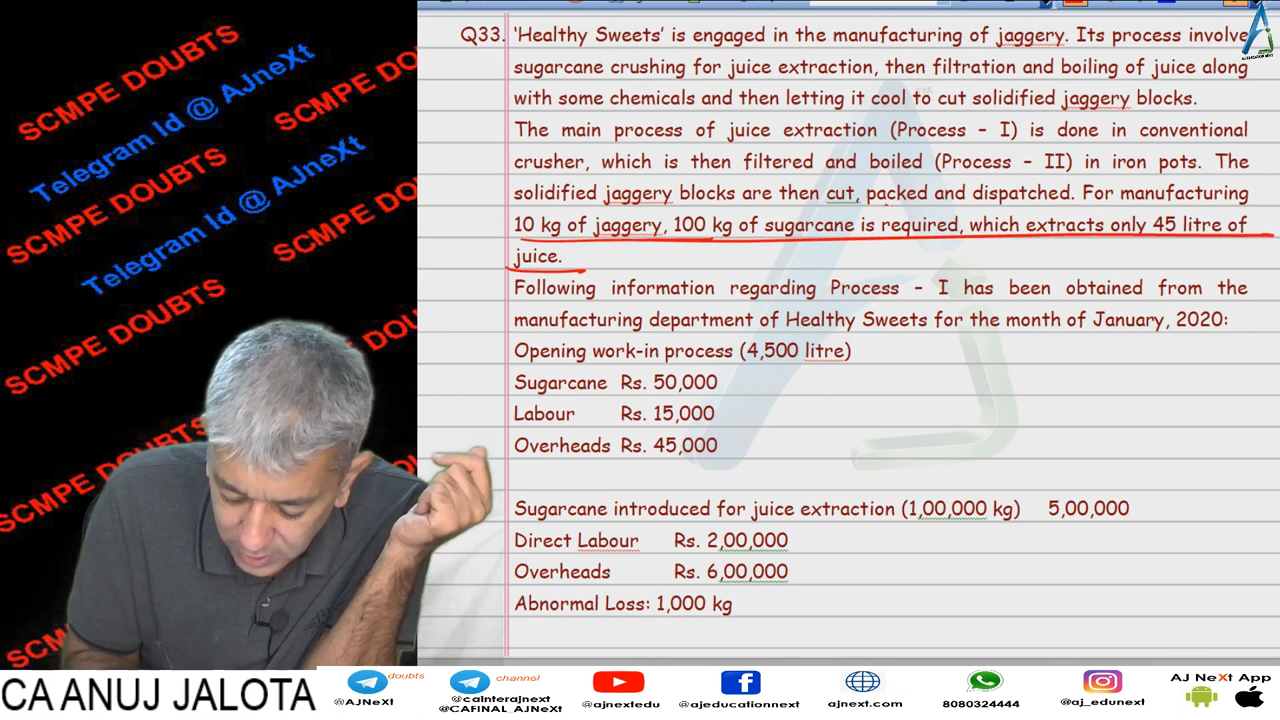 SCMPE DOUBTS
Telegram Id @ AJneXt
SCMPE DO
SCMPE DOUBTS
Telegram Id @ AJneXt
SCMPE DO
SCMPE DOUBTS
SCMPE DOU
SCMPE DOUBTS
SCM
Q33. 'Healthy Sweets' is engaged in the manufacturing of jaggery. Its process involve
sugarcane crushing for juice extraction, then filtration and boiling of juice along
with some chemicals and then letting it cool to cut solidified jaggery blocks.
The main process of juice extraction (Process – I) is done in conventional
crusher, which is then filtered and boiled (Process – II) in iron pots. The
solidified jaggery blocks are then cut, packed and dispatched. For manufacturing
10 kg of jaggery, 100 kg of sugarcane is required, which extracts only 45 litre of
juice.
Following information regarding Process – I has been obtained from the
manufacturing department of Healthy Sweets for the month of January, 2020:
Opening work-in process (4,500 litre)
Sugarcane Rs. 50,000
Labour Rs. 15,000
Overheads Rs. 45,000
Sugarcane introduced for juice extraction (1,00,000 kg) 5,00,000
Direct Labour Rs. 2,00,000
Overheads Rs. 6,00,000
Abnormal Loss: 1,000 kg
CA ANUJ JALOTA
doubts
@AJNeXt
channel
@caInterajnext
@CAFINAL_AJNeXt
@ajnextedu
@ajeducationnext
ajnext.com
8080324444
@aj_edunext
AJ NeXt App